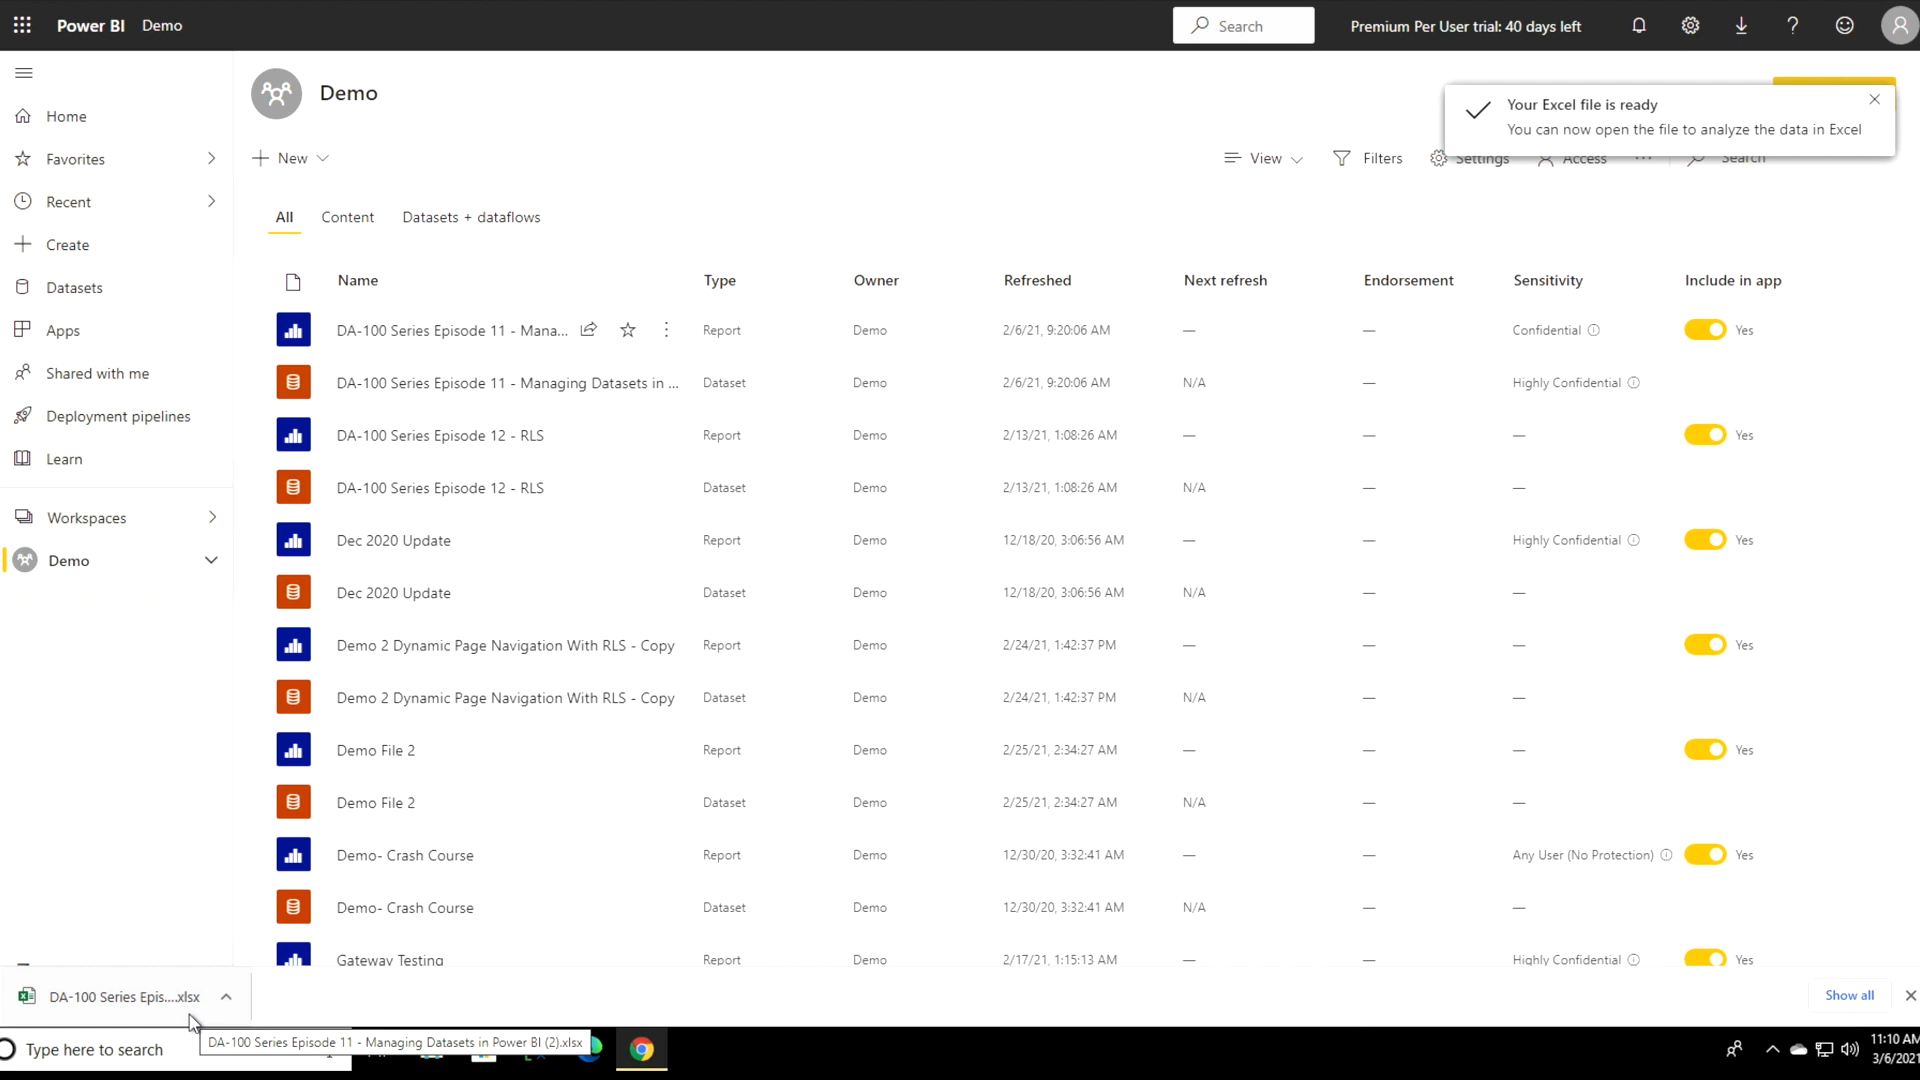 Power BI Demo Search Premium Per User trial: 40 days left
Demo
Your Excel file is ready
You can now open the file to analyze the data in Excel
New View Filters Settings Access Search
Home
Favorites
Recent
Create
Datasets
Apps
Shared with me
Deployment pipelines
Learn
Workspaces
Demo
All Content Datasets + dataflows
Name Type Owner Refreshed Next refresh Endorsement Sensitivity Include in app
DA-100 Series Episode 11 - Mana... Report Demo 2/6/21, 9:20:06 AM — — Confidential Yes
DA-100 Series Episode 11 - Managing Datasets in ... Dataset Demo 2/6/21, 9:20:06 AM N/A — Highly Confidential
DA-100 Series Episode 12 - RLS Report Demo 2/13/21, 1:08:26 AM — — — Yes
DA-100 Series Episode 12 - RLS Dataset Demo 2/13/21, 1:08:26 AM N/A — —
Dec 2020 Update Report Demo 12/18/20, 3:06:56 AM — — Highly Confidential Yes
Dec 2020 Update Dataset Demo 12/18/20, 3:06:56 AM N/A — —
Demo 2 Dynamic Page Navigation With RLS - Copy Report Demo 2/24/21, 1:42:37 PM — — — Yes
Demo 2 Dynamic Page Navigation With RLS - Copy Dataset Demo 2/24/21, 1:42:37 PM N/A — —
Demo File 2 Report Demo 2/25/21, 2:34:27 AM — — — Yes
Demo File 2 Dataset Demo 2/25/21, 2:34:27 AM N/A — —
Demo- Crash Course Report Demo 12/30/20, 3:32:41 AM — — Any User (No Protection) Yes
Demo- Crash Course Dataset Demo 12/30/20, 3:32:41 AM N/A — —
Gateway Testing Report Demo 2/17/21, 1:15:13 AM — — Highly Confidential Yes
DA-100 Series Epis....xlsx Show all
DA-100 Series Episode 11 - Managing Datasets in Power BI (2).xlsx
Type here to search
11:10 AM
3/6/2021